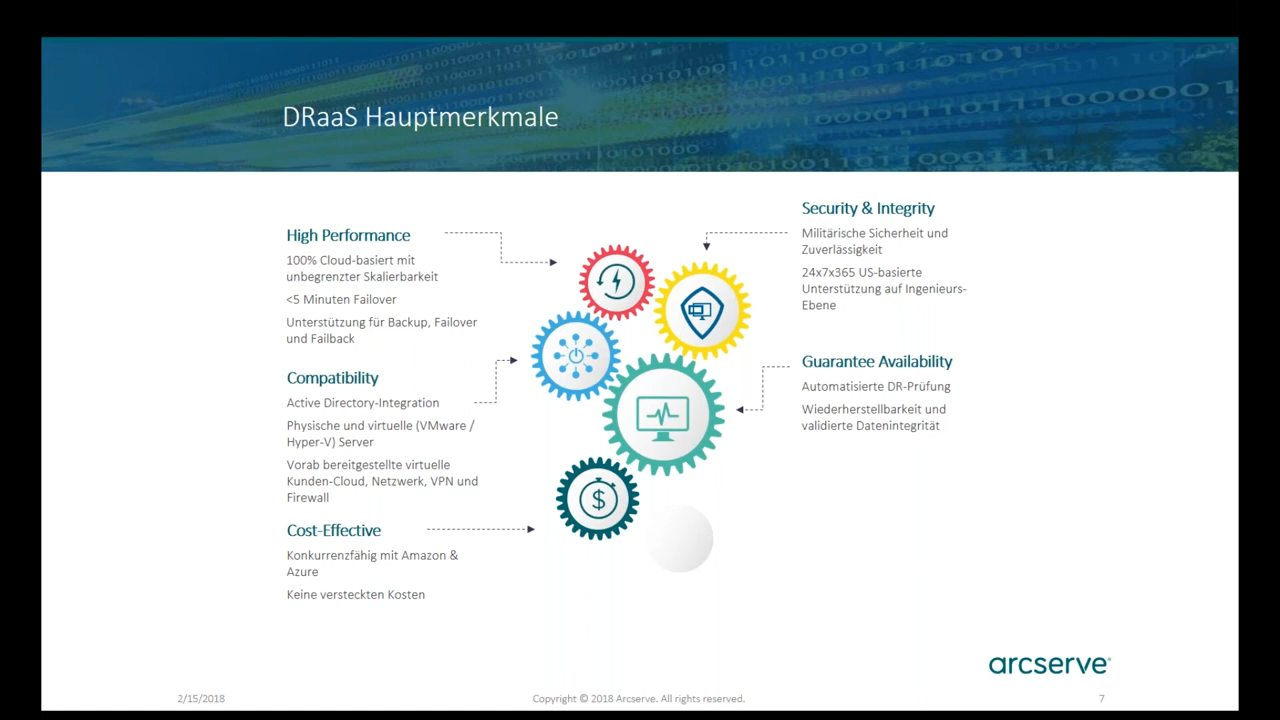 DRaaS Hauptmerkmale
High Performance
100% Cloud-basiert mit
unbegrenzter Skalierbarkeit
<5 Minuten Failover
Unterstützung für Backup, Failover
und Failback
Compatibility
Active Directory-Integration
Physische und virtuelle (VMware /
Hyper-V) Server
Vorab bereitgestellte virtuelle
Kunden-Cloud, Netzwerk, VPN und
Firewall
Cost-Effective
Konkurrenzfähig mit Amazon &
Azure
Keine versteckten Kosten
$
Security & Integrity
Militärische Sicherheit und
Zuverlässigkeit
24x7x365 US-basierte
Unterstützung auf Ingenieurs-
Ebene
Guarantee Availability
Automatisierte DR-Prüfung
Wiederherstellbarkeit und
validierte Datenintegrität
arcserve®
2/15/2018
Copyright © 2018 Arcserve. All rights reserved.
7